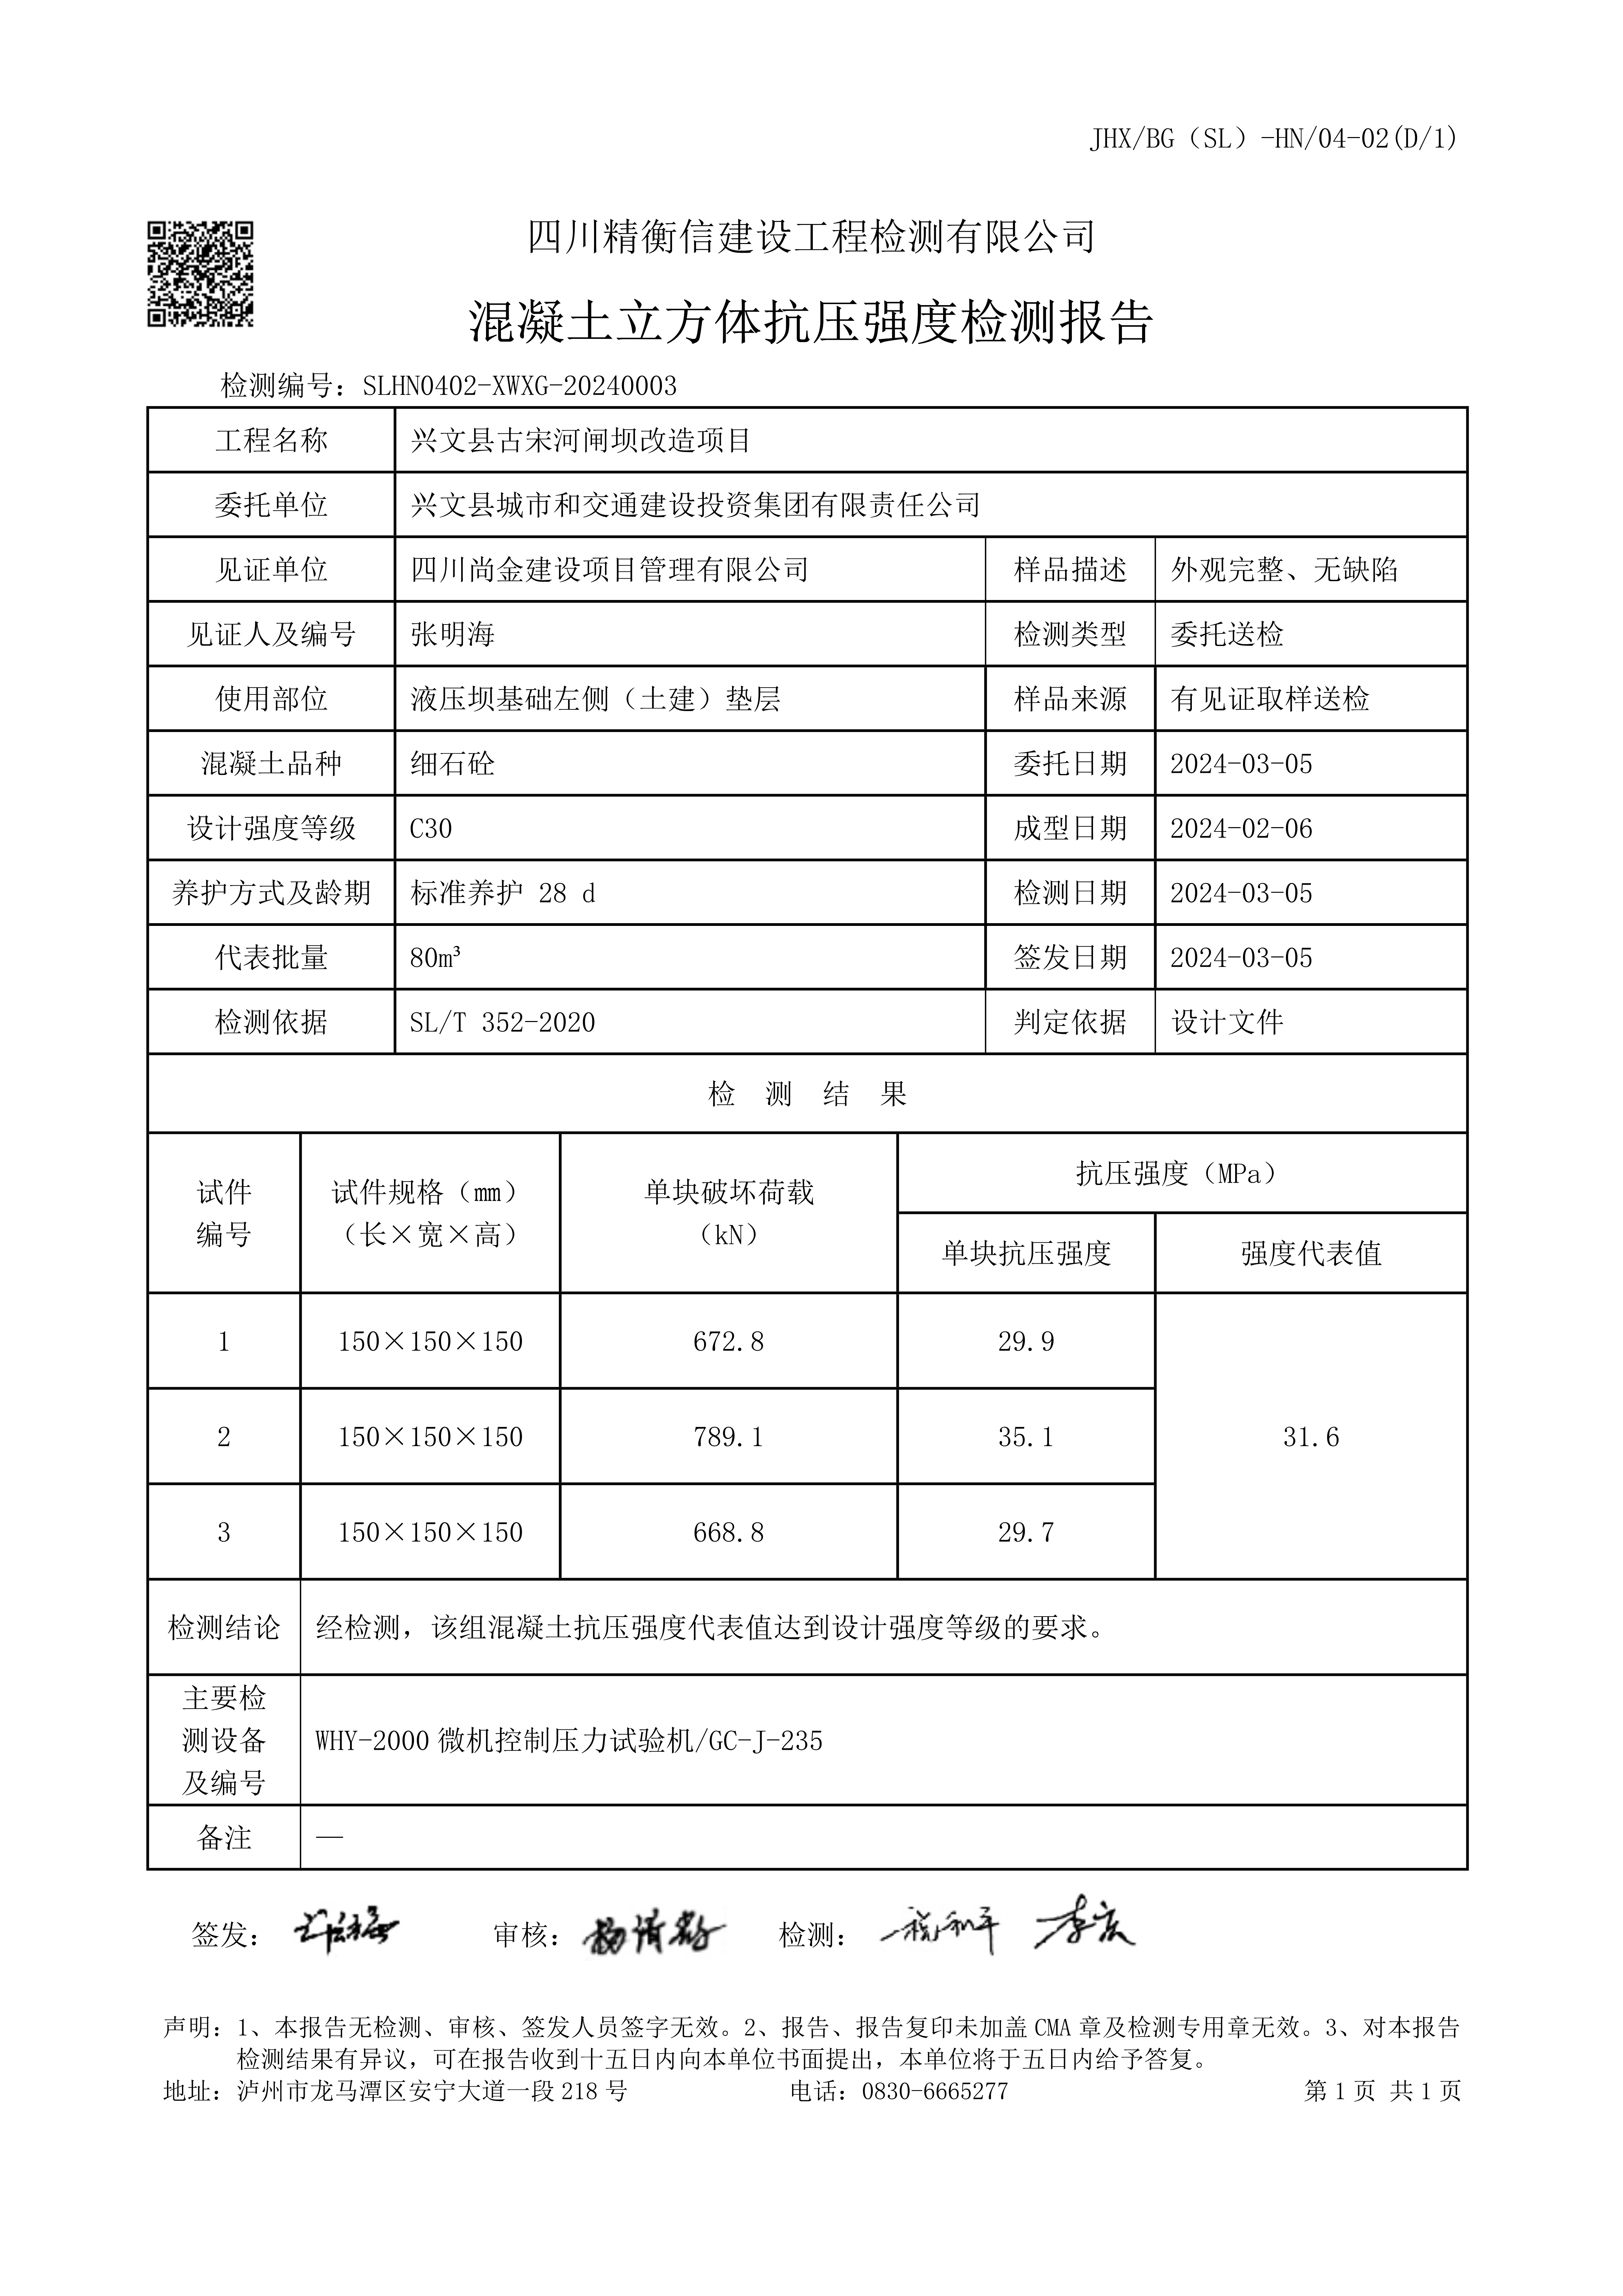 JHX/BG（SL）-HN/04-02(D/1)
四川精衡信建设工程检测有限公司
混凝土立方体抗压强度检测报告
检测编号：SLHN0402-XWXG-20240003
工程名称 兴文县古宋河闸坝改造项目
委托单位 兴文县城市和交通建设投资集团有限责任公司
见证单位 四川尚金建设项目管理有限公司 样品描述 外观完整、无缺陷
见证人及编号 张明海 检测类型 委托送检
使用部位 液压坝基础左侧（土建）垫层 样品来源 有见证取样送检
混凝土品种 细石砼 委托日期 2024-03-05
设计强度等级 C30 成型日期 2024-02-06
养护方式及龄期 标准养护 28 d 检测日期 2024-03-05
代表批量 80m³ 签发日期 2024-03-05
检测依据 SL/T 352-2020 判定依据 设计文件
检 测 结 果
试件
编号
试件规格（mm）
（长×宽×高）
单块破坏荷载
（kN）
抗压强度（MPa）
单块抗压强度 强度代表值
1 150×150×150 672.8 29.9
2 150×150×150 789.1 35.1 31.6
3 150×150×150 668.8 29.7
检测结论 经检测，该组混凝土抗压强度代表值达到设计强度等级的要求。
主要检
测设备
及编号
WHY-2000 微机控制压力试验机/GC-J-235
备注 —
签发： 审核： 检测：
声明：1、本报告无检测、审核、签发人员签字无效。2、报告、报告复印未加盖 CMA 章及检测专用章无效。3、对本报告
检测结果有异议，可在报告收到十五日内向本单位书面提出，本单位将于五日内给予答复。
地址：泸州市龙马潭区安宁大道一段 218 号 电话：0830-6665277 第 1 页 共 1 页